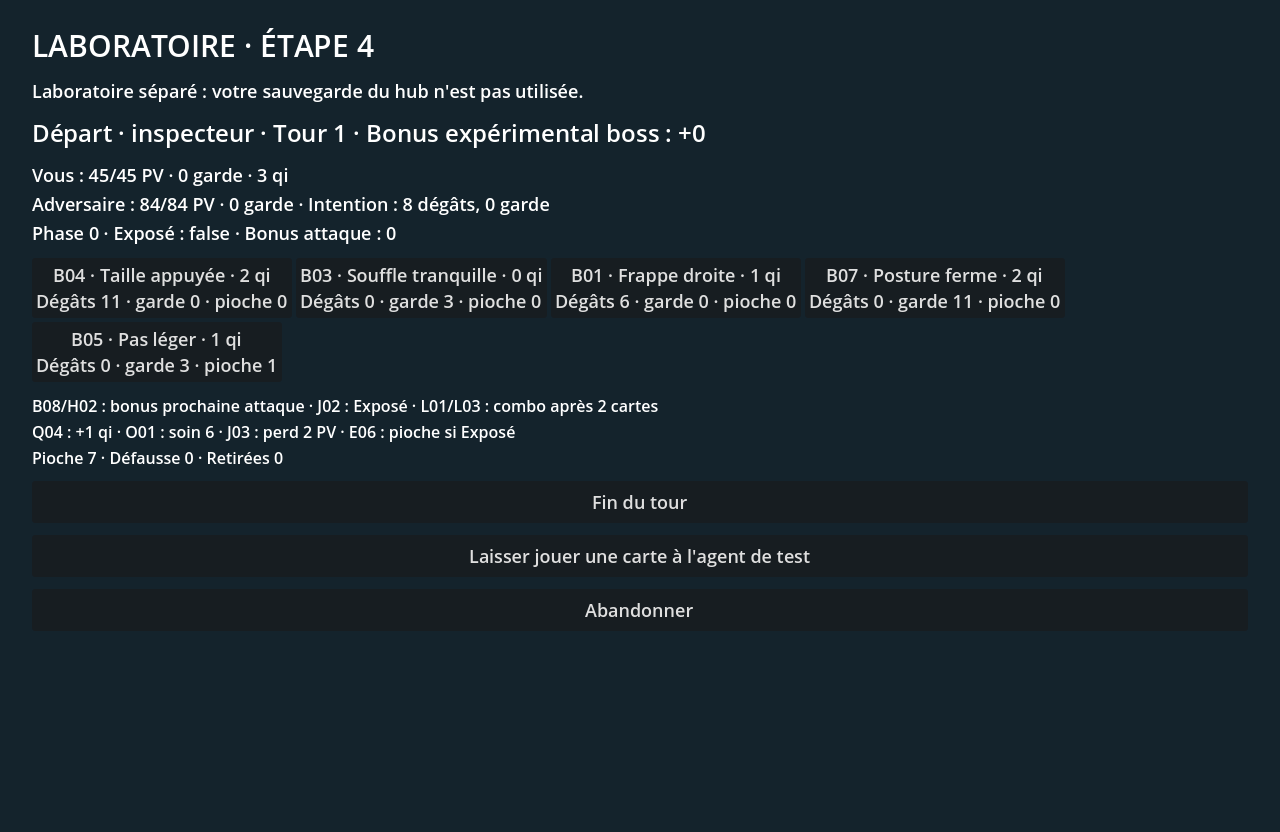 LABORATOIRE · ÉTAPE 4
Laboratoire séparé : votre sauvegarde du hub n'est pas utilisée.
Départ · inspecteur · Tour 1 · Bonus expérimental boss : +0
Vous : 45/45 PV · 0 garde · 3 qi
Adversaire : 84/84 PV · 0 garde · Intention : 8 dégâts, 0 garde
Phase 0 · Exposé : false · Bonus attaque : 0
B04 · Taille appuyée · 2 qi
Dégâts 11 · garde 0 · pioche 0
B03 · Souffle tranquille · 0 qi
Dégâts 0 · garde 3 · pioche 0
B01 · Frappe droite · 1 qi
Dégâts 6 · garde 0 · pioche 0
B07 · Posture ferme · 2 qi
Dégâts 0 · garde 11 · pioche 0
B05 · Pas léger · 1 qi
Dégâts 0 · garde 3 · pioche 1
B08/H02 : bonus prochaine attaque · J02 : Exposé · L01/L03 : combo après 2 cartes
Q04 : +1 qi · O01 : soin 6 · J03 : perd 2 PV · E06 : pioche si Exposé
Pioche 7 · Défausse 0 · Retirées 0
Fin du tour
Laisser jouer une carte à l'agent de test
Abandonner